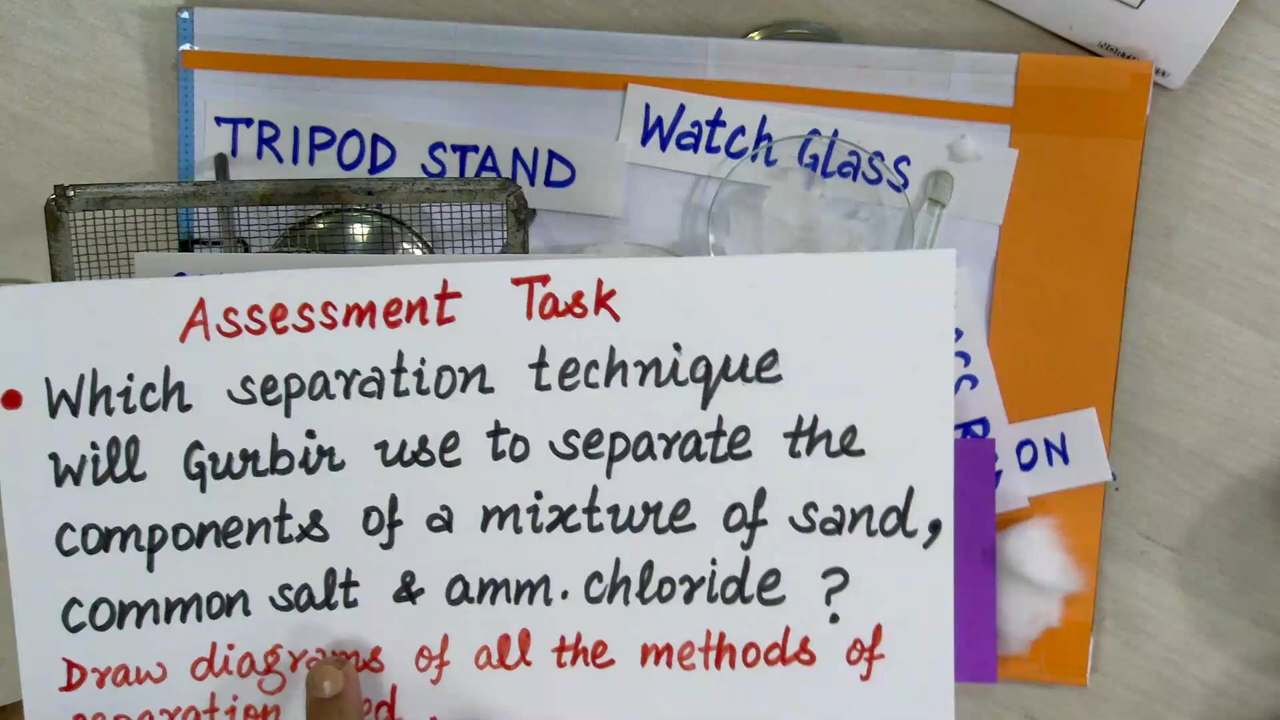 TRIPOD STAND
Watch Glass
ON
Assessment Task
• Which separation technique
will Gurbir use to separate the
components of a mixture of sand,
common salt & amm. chloride ?
Draw diagrams of all the methods of
separation